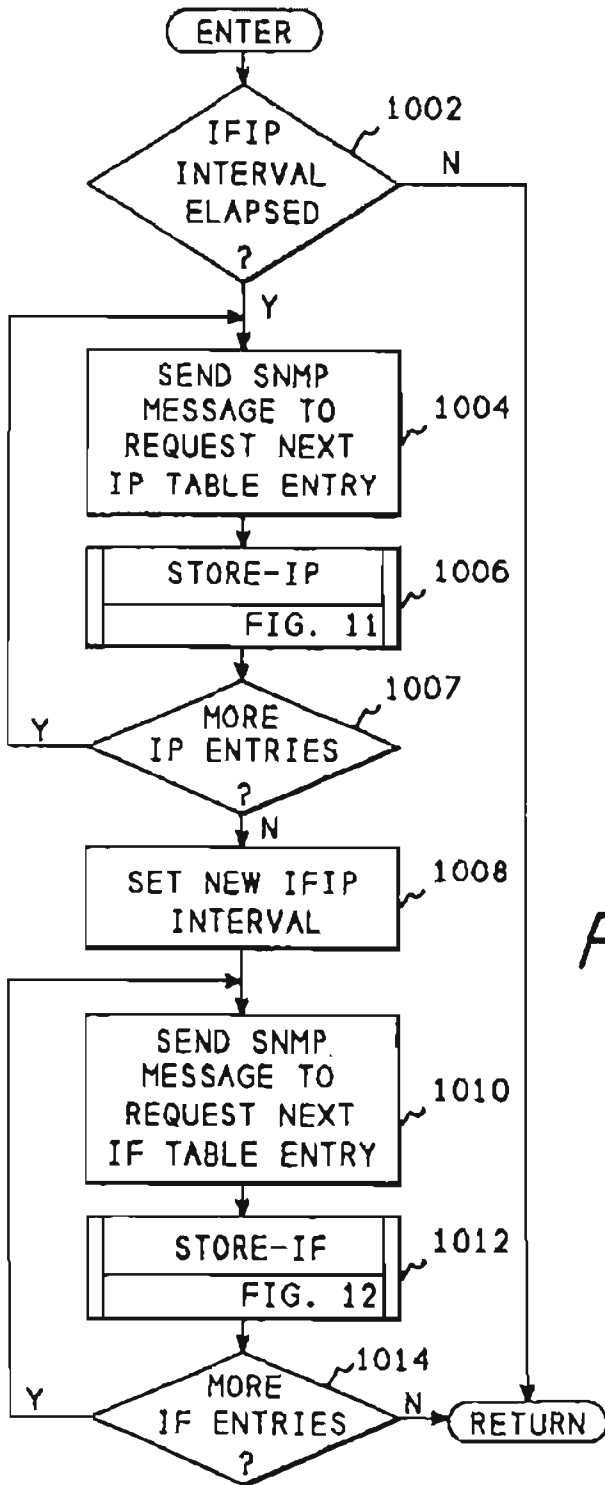 ENTER
1002
IFIP
INTERVAL
ELAPSED
?
N
Y
SEND SNMP
MESSAGE TO
REQUEST NEXT
IP TABLE ENTRY
1004
STORE-IP
FIG. 11
1006
1007
MORE
IP ENTRIES
?
Y
N
SET NEW IFIP
INTERVAL
1008
SEND SNMP
MESSAGE TO
REQUEST NEXT
IF TABLE ENTRY
1010
STORE-IF
FIG. 12
1012
1014
MORE
IF ENTRIES
?
Y
N
RETURN